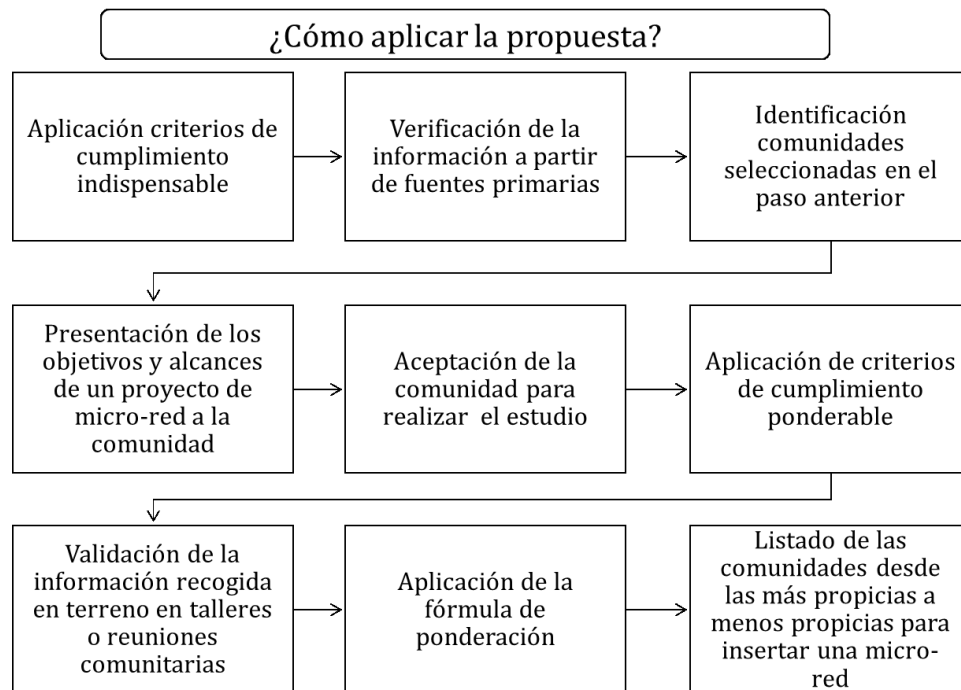 ¿Cómo aplicar la propuesta?
Aplicación criterios de
cumplimiento
indispensable
Verificación de la
información a partir
de fuentes primarias
Identificación
comunidades
seleccionadas en el
paso anterior
Presentación de los
objetivos y alcances
de un proyecto de
micro-red a la
comunidad
Aceptación de la
comunidad para
realizar el estudio
Aplicación de criterios
de cumplimiento
ponderable
Validación de la
información recogida
en terreno en talleres
o reuniones
comunitarias
Aplicación de la
fórmula de
ponderación
Listado de las
comunidades desde
las más propicias a
menos propicias para
insertar una micro-
red